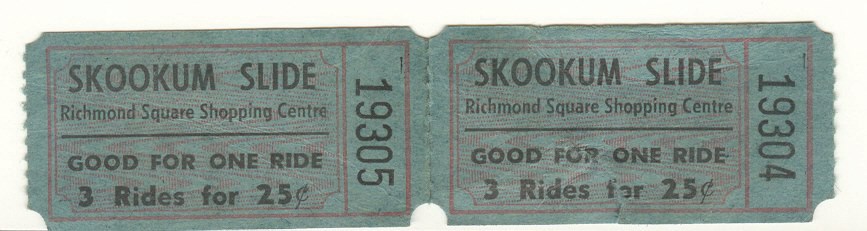 SKOOKUM SLIDE
Richmond Square Shopping Centre
GOOD FOR ONE RIDE
3 Rides for 25¢
19305
SKOOKUM SLIDE
Richmond Square Shopping Centre
GOOD FOR ONE RIDE
3 Rides for 25¢
19304